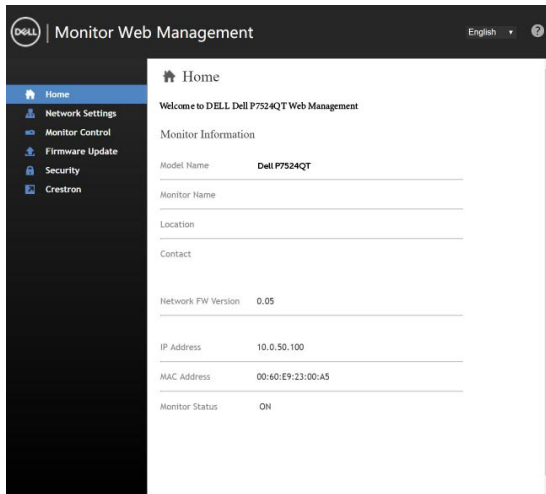 DELL | Monitor Web Management
English ▼ ?
Home
Network Settings
Monitor Control
Firmware Update
Security
Crestron
Home
Welcome to DELL Dell P7524QT Web Management
Monitor Information
Model Name Dell P7524QT
Monitor Name
Location
Contact
Network FW Version 0.05
IP Address 10.0.50.100
MAC Address 00:60:E9:23:00:A5
Monitor Status ON